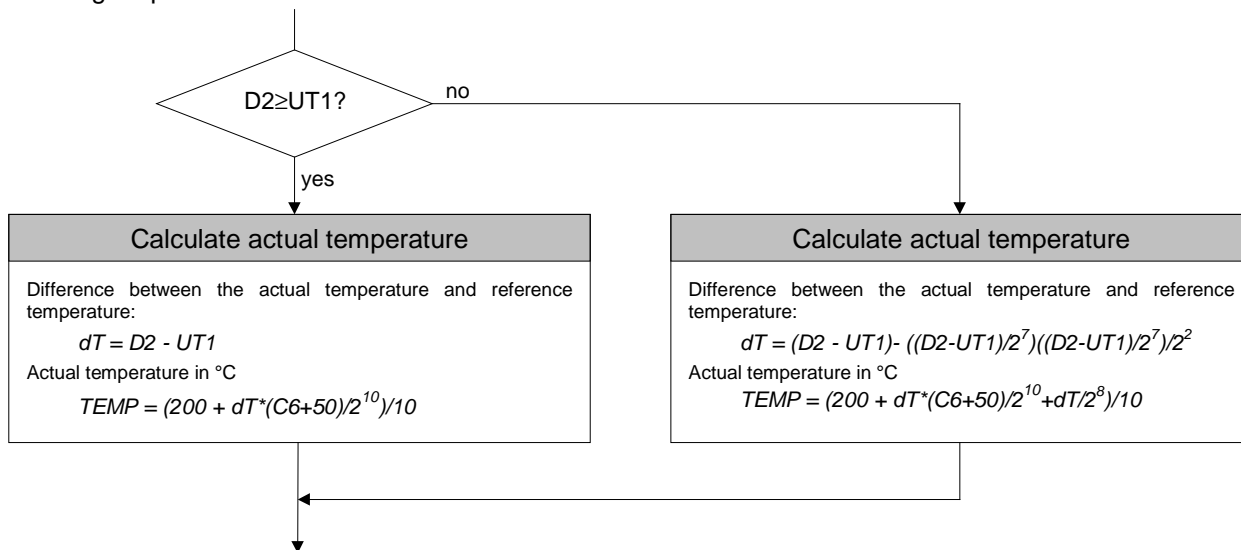 D2≥UT1?
no
yes
Calculate actual temperature
Difference between the actual temperature and reference
temperature:
dT = D2 - UT1
Actual temperature in °C
TEMP = (200 + dT*(C6+50)/2^10)/10
Calculate actual temperature
Difference between the actual temperature and reference
temperature:
dT = (D2 - UT1)- ((D2-UT1)/2^7)((D2-UT1)/2^7)/2^2
Actual temperature in °C
TEMP = (200 + dT*(C6+50)/2^10+dT/2^8)/10